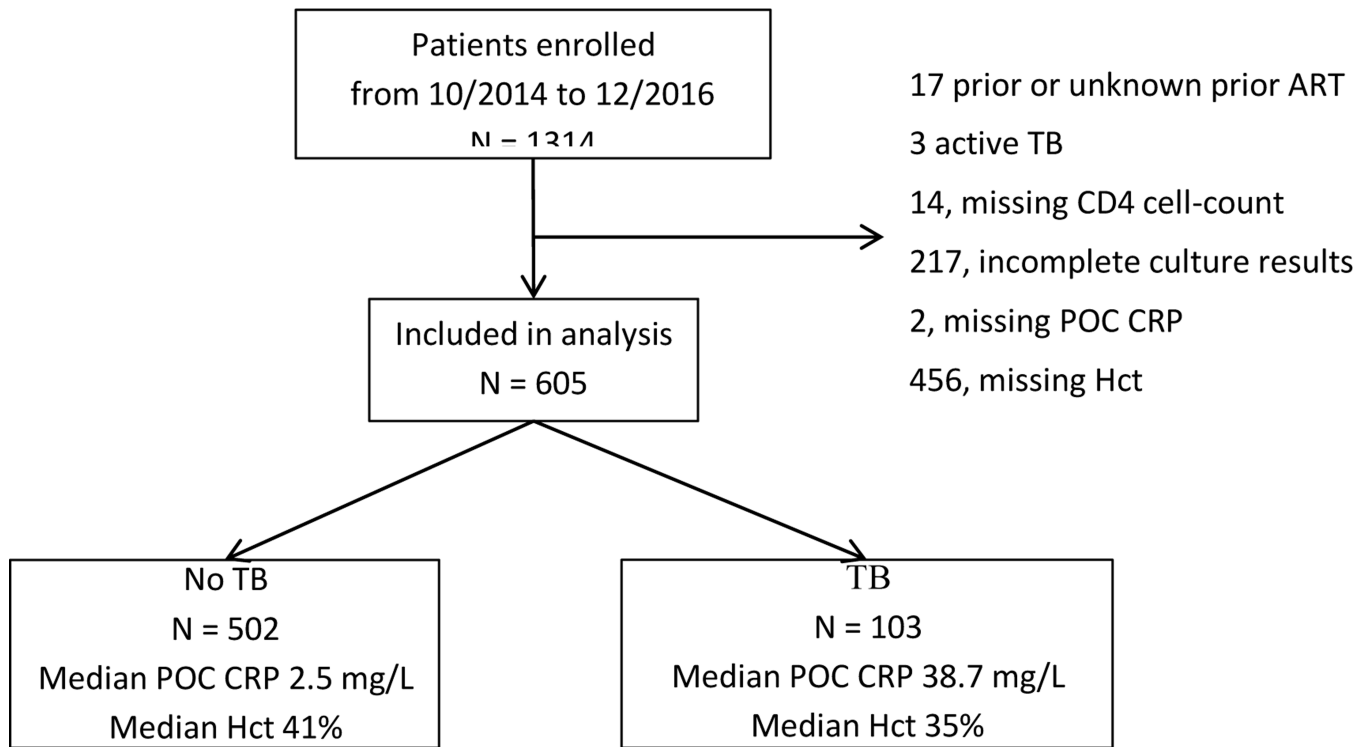 Patients enrolled
from 10/2014 to 12/2016
N = 1314
17 prior or unknown prior ART
3 active TB
14, missing CD4 cell-count
217, incomplete culture results
2, missing POC CRP
456, missing Hct
Included in analysis
N = 605
No TB
N = 502
Median POC CRP 2.5 mg/L
Median Hct 41%
TB
N = 103
Median POC CRP 38.7 mg/L
Median Hct 35%